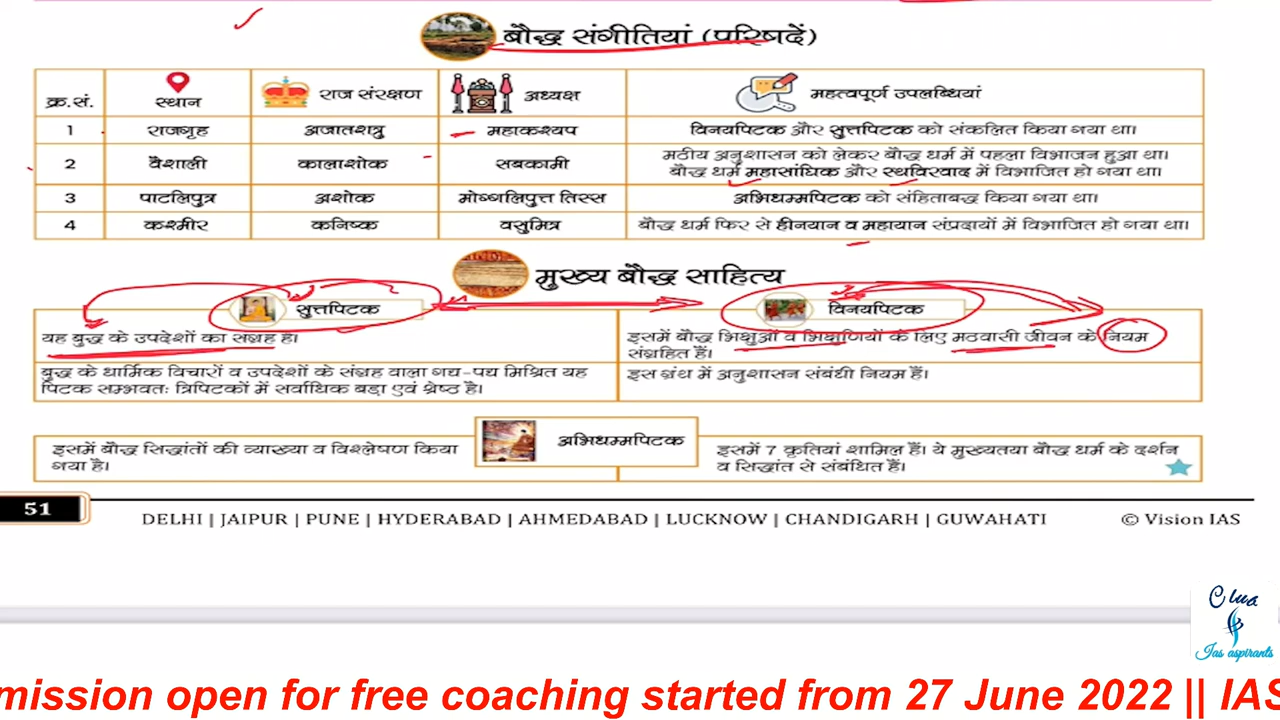 बौद्ध संगीतियां (परिषदें)
क्र.सं. स्थान राज संरक्षण अध्यक्ष महत्वपूर्ण उपलब्धियां
1 राजगृह अजातशत्रु महाकश्यप विनयपिटक और सुत्तपिटक को संकलित किया गया था।
2 वैशाली कालाशोक सबकामी मठीय अनुशासन को लेकर बौद्ध धर्म में पहला विभाजन हुआ था।
बौद्ध धर्म महासांघिक और स्थविरवाद में विभाजित हो गया था।
3 पाटलिपुत्र अशोक मोग्गलिपुत्त तिस्स अभिधम्मपिटक को संहिताबद्ध किया गया था।
4 कश्मीर कनिष्क वसुमित्र बौद्ध धर्म फिर से हीनयान व महायान संप्रदायों में विभाजित हो गया था।
मुख्य बौद्ध साहित्य
सुत्तपिटक
यह बुद्ध के उपदेशों का संग्रह है।
बुद्ध के धार्मिक विचारों व उपदेशों के संग्रह वाला गद्य-पद्य मिश्रित यह
पिटक सम्भवतः त्रिपिटकों में सर्वाधिक बड़ा एवं श्रेष्ठ है।
विनयपिटक
इसमें बौद्ध भिक्षुओं व भिक्षुणियों के लिए मठवासी जीवन के नियम
संग्रहित हैं।
इस ग्रंथ में अनुशासन संबंधी नियम हैं।
अभिधम्मपिटक
इसमें बौद्ध सिद्धांतों की व्याख्या व विश्लेषण किया
गया है।
इसमें 7 कृतियां शामिल हैं। ये मुख्यतया बौद्ध धर्म के दर्शन
व सिद्धांत से संबंधित हैं।
51
DELHI | JAIPUR | PUNE | HYDERABAD | AHMEDABAD | LUCKNOW | CHANDIGARH | GUWAHATI
© Vision IAS
Ias aspirants
mission open for free coaching started from 27 June 2022 || IAS